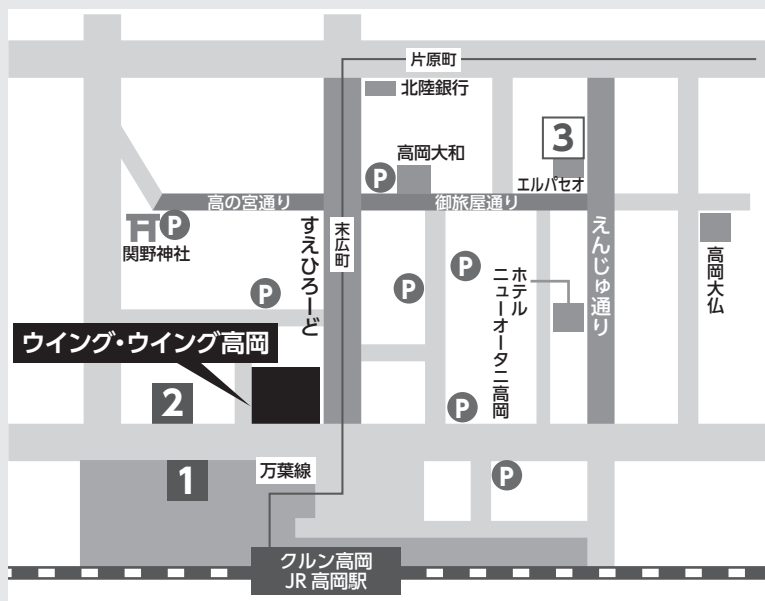 片原町
北陸銀行
3
高岡大和
P
エルパセオ
高の宮通り
御旅屋通り
P
関野神社
すえひろーど
末広町
えんじゅ通り
高岡大仏
P
P
P
ホテル
ニューオータニ高岡
ウイング・ウイング高岡
2
P
1
万葉線
P
クルン高岡
JR 高岡駅